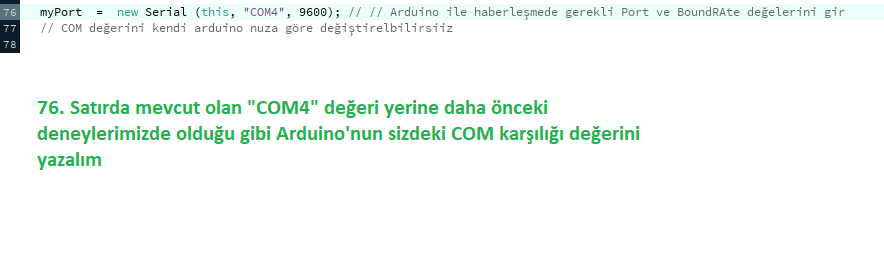 76 myPort = new Serial (this, "COM4", 9600); // // Arduino ile haberleşmede gerekli Port ve BoundRAte değelerini gir
77 // COM değerini kendi arduino nuza göre değiştirelbilirsiiz
78
76. Satırda mevcut olan "COM4" değeri yerine daha önceki
deneylerimizde olduğu gibi Arduino'nun sizdeki COM karşılığı değerini
yazalım